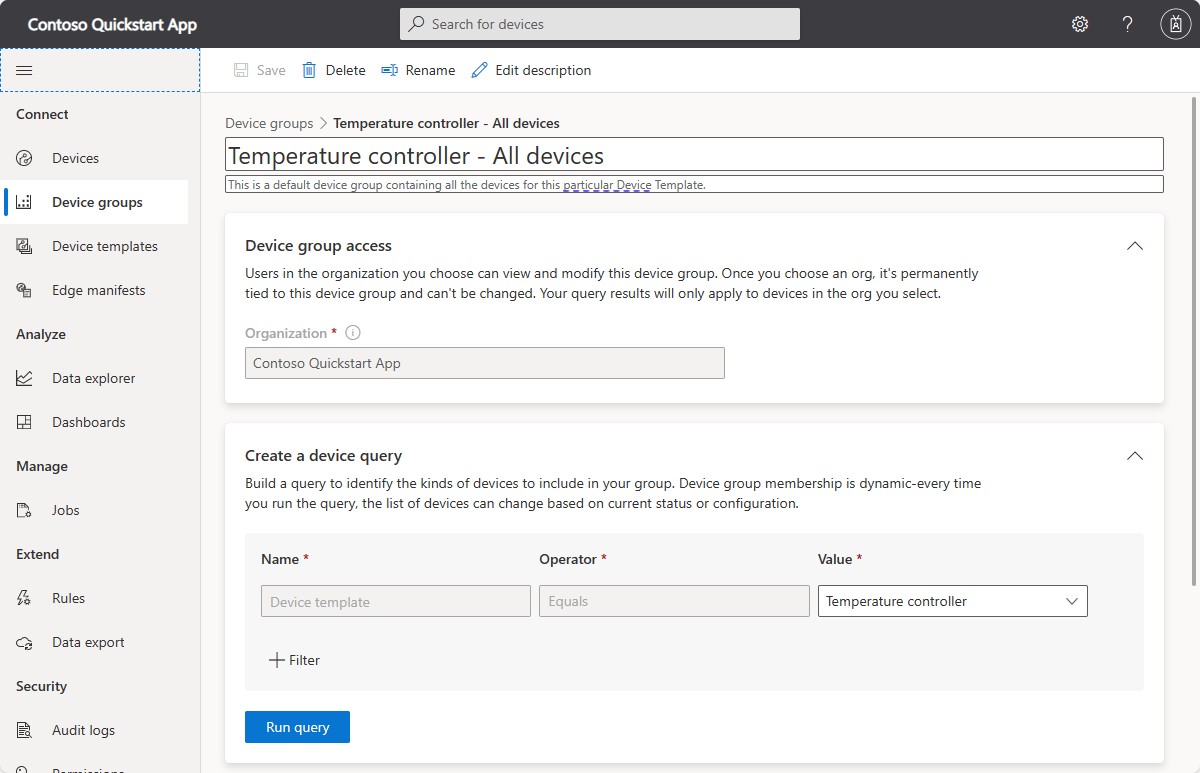 Contoso Quickstart App
Search for devices
?
Save
Delete
Rename
Edit description
Connect
Devices
Device groups
Device templates
Edge manifests
Analyze
Data explorer
Dashboards
Manage
Jobs
Extend
Rules
Data export
Security
Audit logs
Permissions
Device groups > Temperature controller - All devices
Temperature controller - All devices
This is a default device group containing all the devices for this particular Device Template.
Device group access
Users in the organization you choose can view and modify this device group. Once you choose an org, it's permanently
tied to this device group and can't be changed. Your query results will only apply to devices in the org you select.
Organization *
Contoso Quickstart App
Create a device query
Build a query to identify the kinds of devices to include in your group. Device group membership is dynamic-every time
you run the query, the list of devices can change based on current status or configuration.
Name * Operator * Value *
Device template Equals Temperature controller
+ Filter
Run query